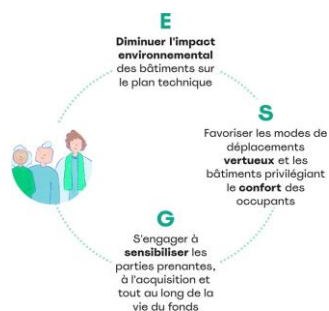 E
Diminuer l'impact
environnemental
des bâtiments sur
le plan technique
S
Favoriser les modes de
déplacements
vertueux et les
bâtiments privilégiant
le confort des
occupants
G
S'engager à
sensibiliser les
parties prenantes,
à l'acquisition et
tout au long de la
vie du fonds